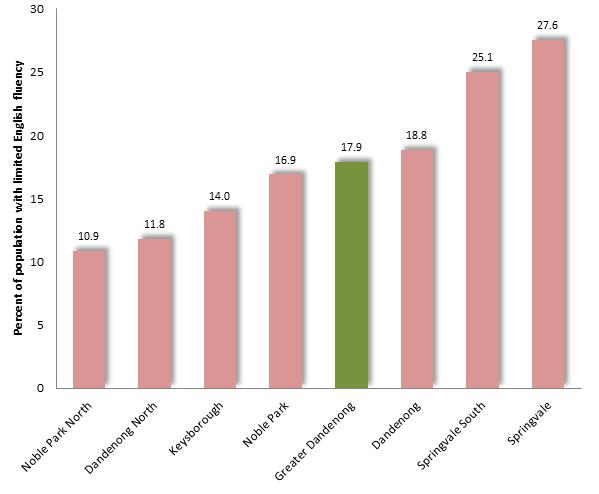 Percent of population with limited English fluency
30
25
20
15
10
5
0
10.9
11.8
14.0
16.9
17.9
18.8
25.1
27.6
Noble Park North
Dandenong North
Keysborough
Noble Park
Greater Dandenong
Dandenong
Springvale South
Springvale